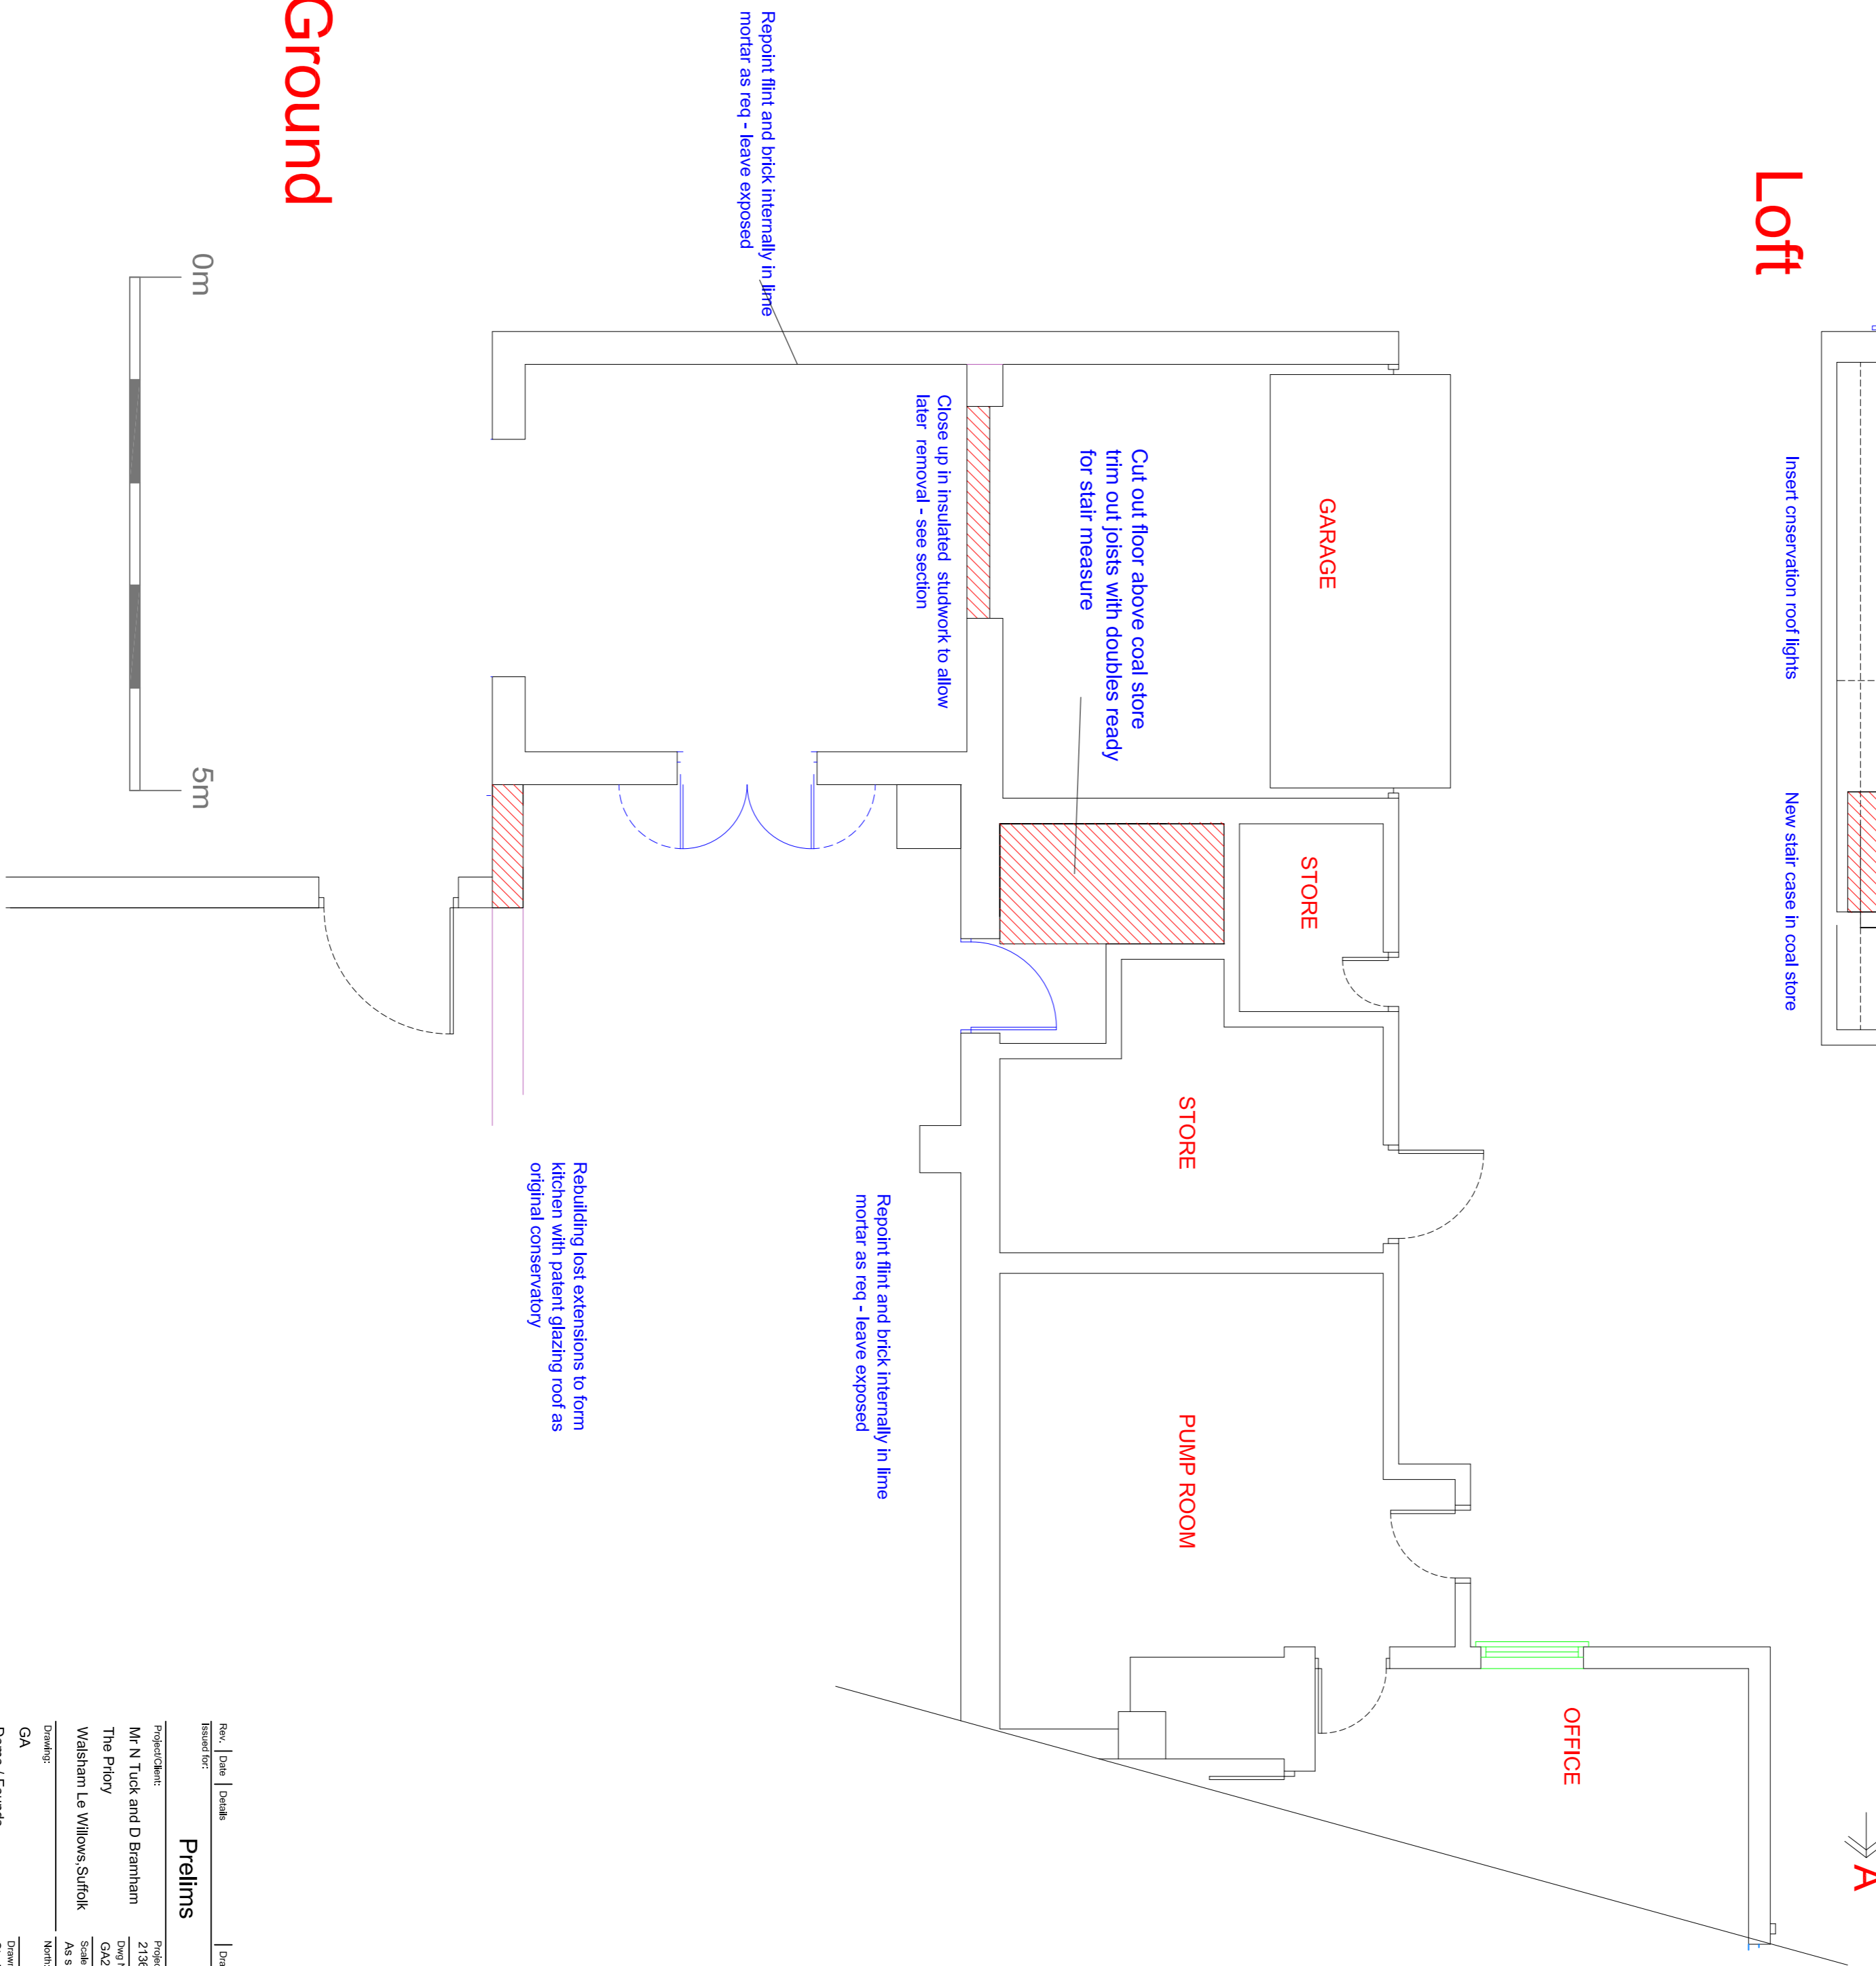 Loft
Insert cnservation roof lights
New stair case in coal store
A
GARAGE
STORE
OFFICE
Cut out floor above coal store
trim out joists with doubles ready
for stair measure
STORE
PUMP ROOM
Close up in insulated studwork to allow
later removal - see section
Repoint flint and brick internally in lime
mortar as req - leave exposed
Repoint flint and brick internally in lime
mortar as req - leave exposed
Rebuilding lost extensions to form
kitchen with patent glazing roof as
original conservatory
Ground
0m
5m
Rev. Date Details
Issued for:
Prelims
Project/Client:
Mr N Tuck and D Bramham
The Priory
Walsham Le Willows,Suffolk
Drawing:
GA
Scale
As s
North: